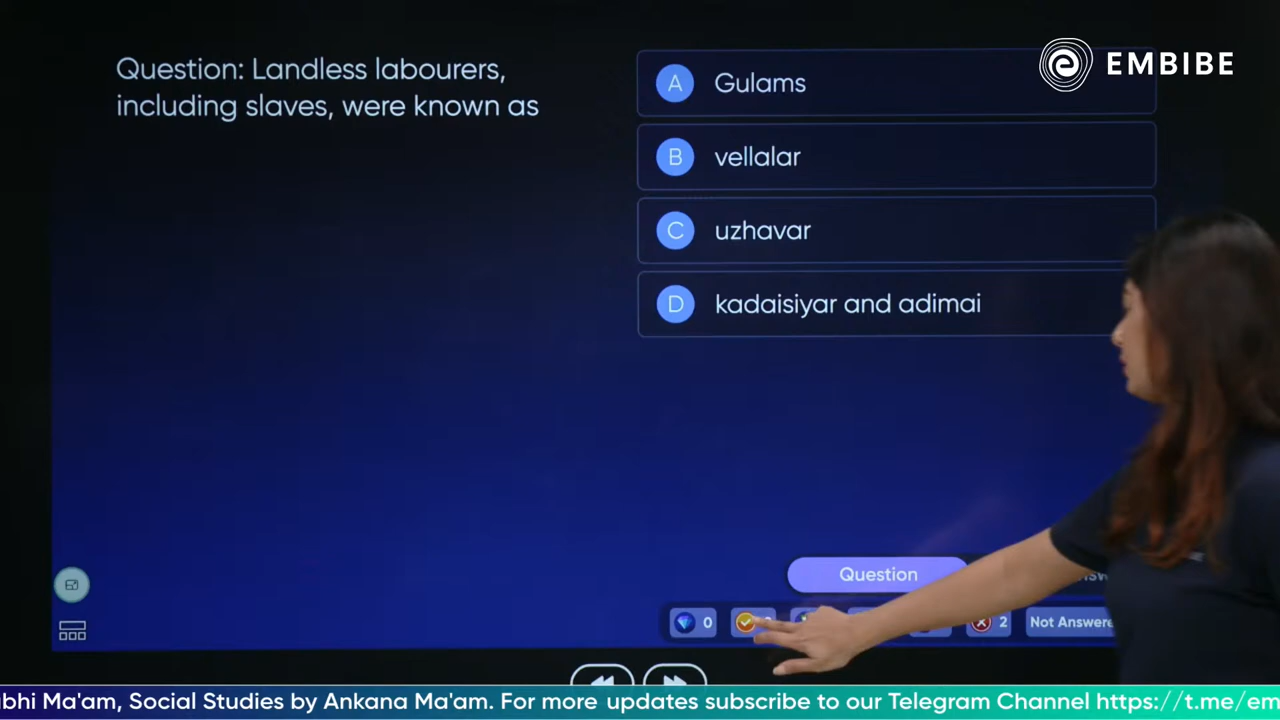 EMBIBE
Question: Landless labourers,
including slaves, were known as
A Gulams
B vellalar
C uzhavar
D kadaisiyar and adimai
Question
0
2
Not Answere
bhi Ma'am, Social Studies by Ankana Ma'am. For more updates subscribe to our Telegram Channel https://t.me/em